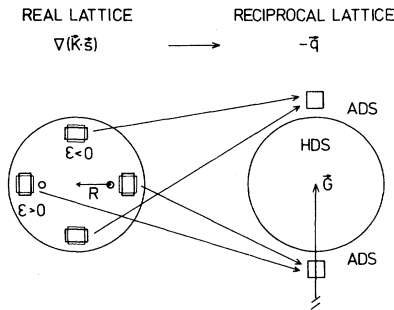 REAL LATTICE
RECIPROCAL LATTICE
∇(K⃗·s⃗)
-q⃗
ADS
ε<0
HDS
R
G⃗
ε>0
ADS